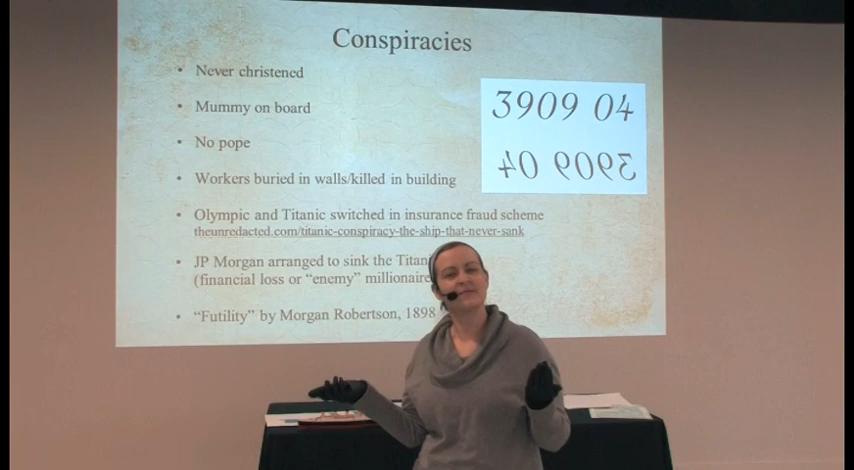 Conspiracies
• Never christened
• Mummy on board
• No pope
• Workers buried in walls/killed in building
• Olympic and Titanic switched in insurance fraud scheme
theunredacted.com/titanic-conspiracy-the-ship-that-never-sank
• JP Morgan arranged to sink the
(financial loss or "enemy"
• "Futility" by Morgan Robertson, 1898
3909 04